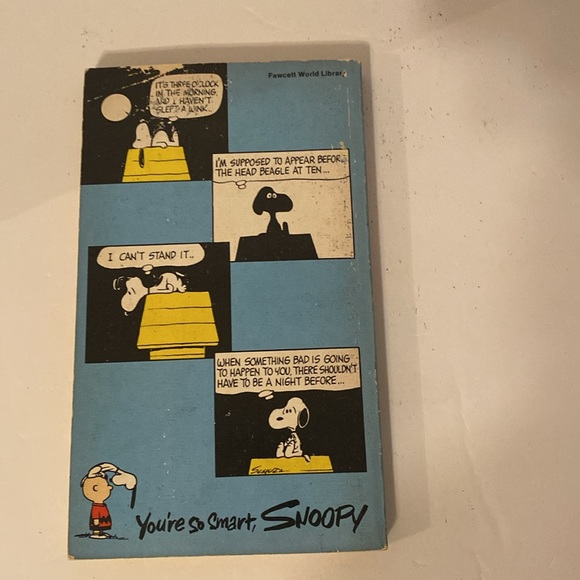 Fawcett World Library
IT'S THREE O'CLOCK
IN THE MORNING,
AND I HAVEN'T
SLEPT A WINK..
I'M SUPPOSED TO APPEAR BEFORE
THE HEAD BEAGLE AT TEN...
I CAN'T STAND IT..
WHEN SOMETHING BAD IS GOING
TO HAPPEN TO YOU, THERE SHOULDN'T
HAVE TO BE A NIGHT BEFORE...
SCHULZ
You're so Smart, SNOOPY